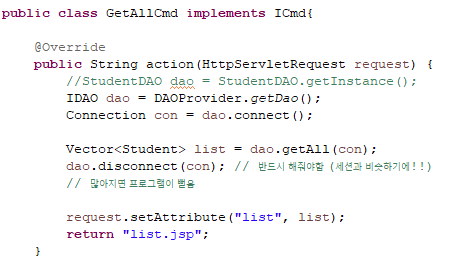 public class GetAllCmd implements ICmd{
@Override
public String action(HttpServletRequest request) {
//StudentDAO dao = StudentDAO.getInstance();
IDAO dao = DAOProvider.getDao();
Connection con = dao.connect();
Vector<Student> list = dao.getAll(con);
dao.disconnect(con); // 반드시 해줘야함 (세션과 비슷하기에!!)
// 많아지면 프로그램이 뻗음
request.setAttribute("list", list);
return "list.jsp";
}